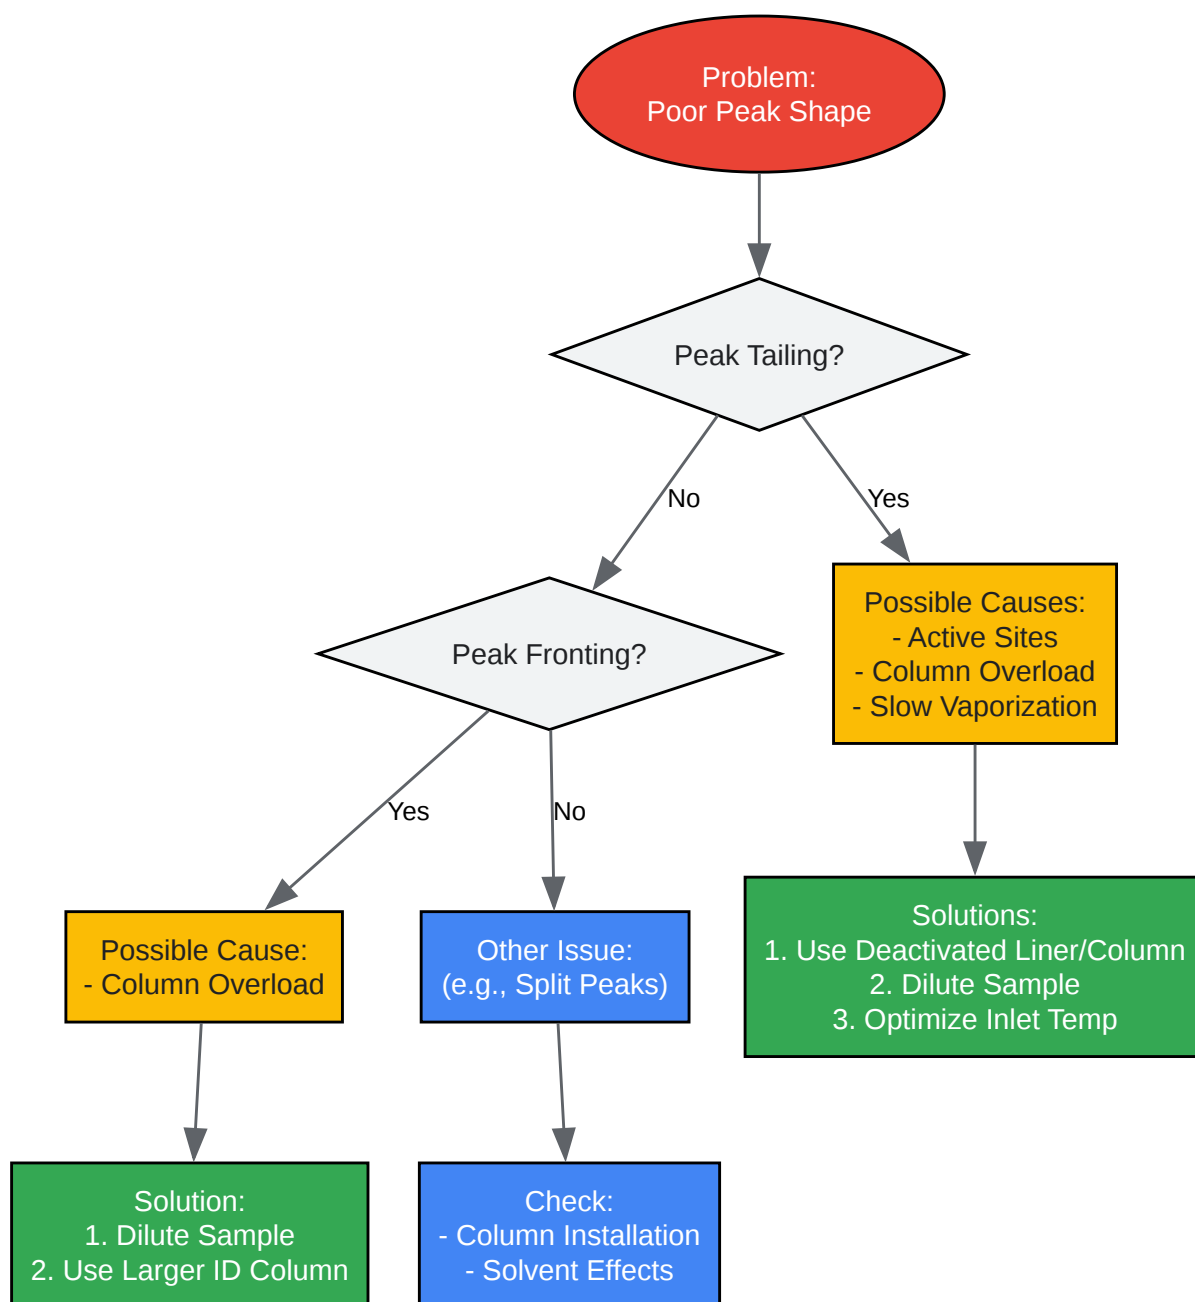 Problem:
Poor Peak Shape
Peak Tailing?
No
Yes
Peak Fronting?
Possible Causes:
- Active Sites
- Column Overload
- Slow Vaporization
Yes
No
Possible Cause:
- Column Overload
Other Issue:
(e.g., Split Peaks)
Solutions:
1. Use Deactivated Liner/Column
2. Dilute Sample
3. Optimize Inlet Temp
Solution:
1. Dilute Sample
2. Use Larger ID Column
Check:
- Column Installation
- Solvent Effects